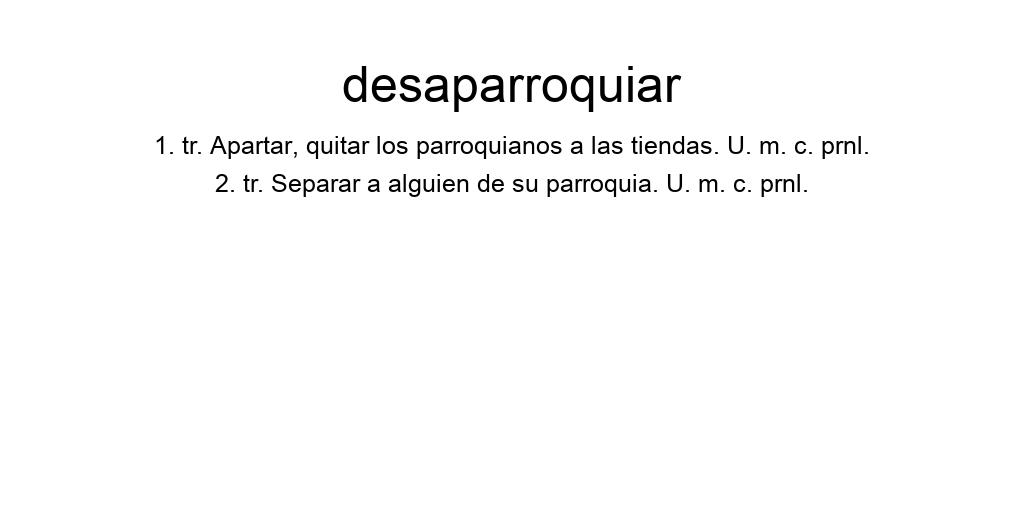 desaparroquiar
1. tr. Apartar, quitar los parroquianos a las tiendas. U. m. c. prnl.
2. tr. Separar a alguien de su parroquia. U. m. c. prnl.